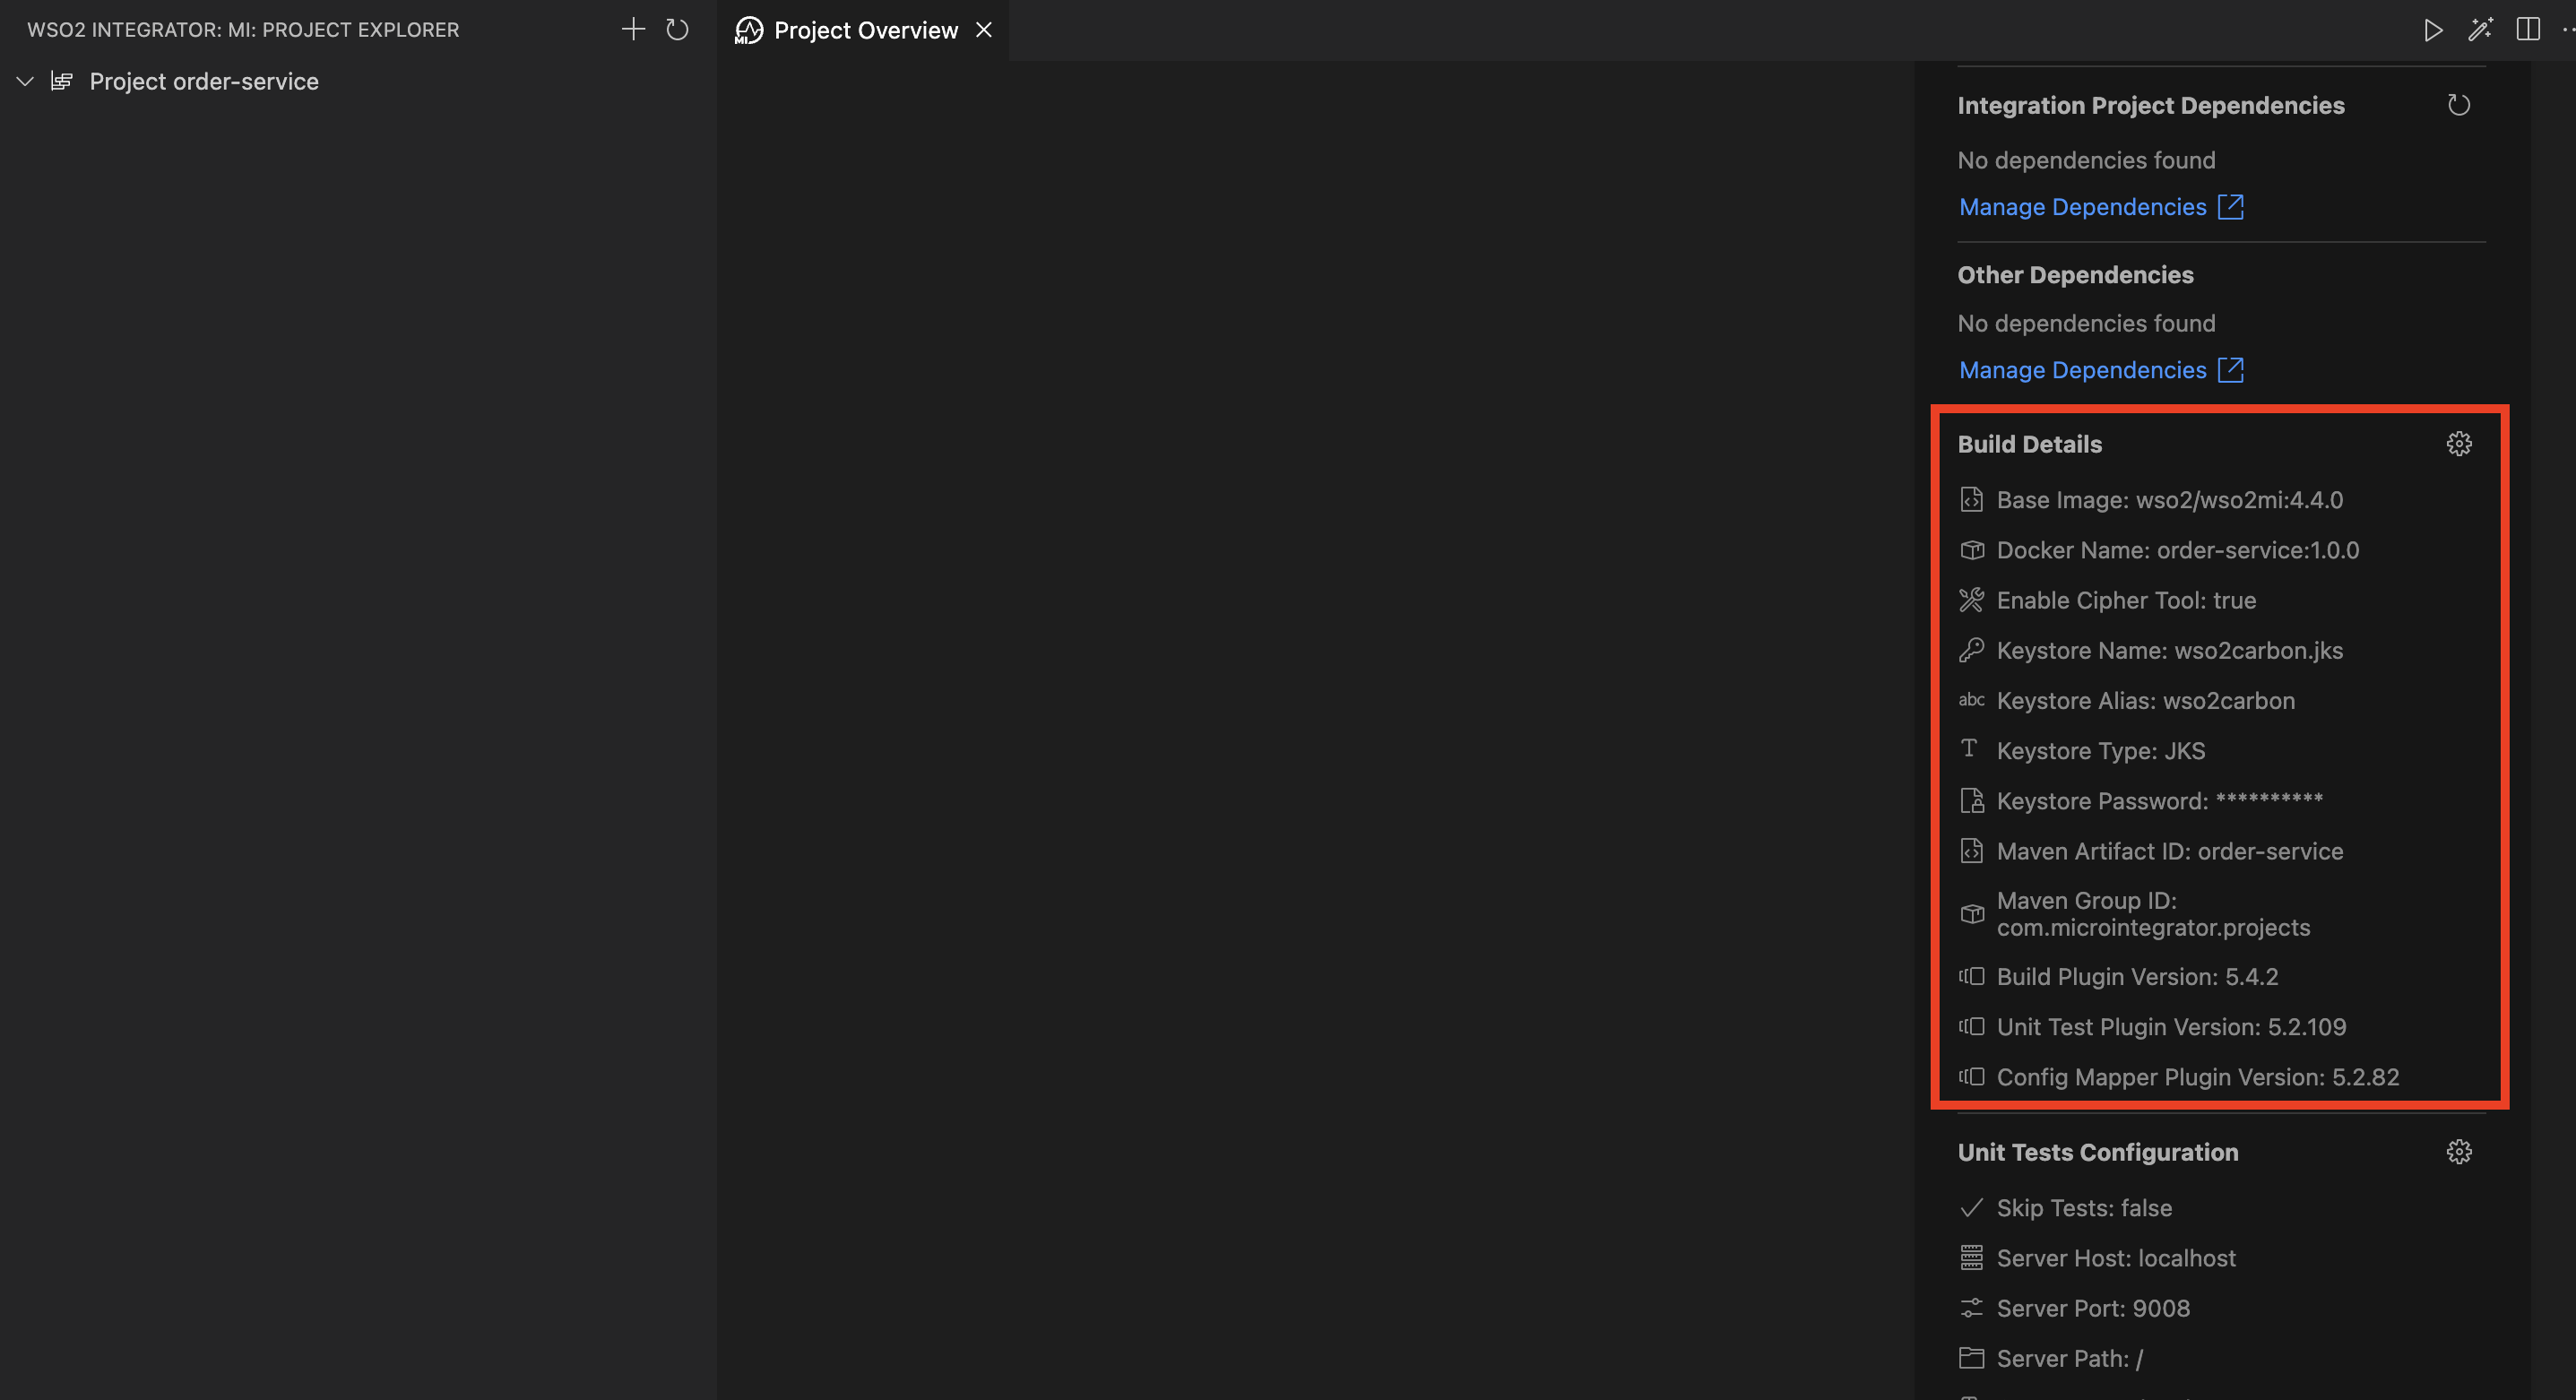 WSO2 INTEGRATOR: MI: PROJECT EXPLORER
Project order-service
MI Project Overview
Integration Project Dependencies
No dependencies found
Manage Dependencies
Other Dependencies
No dependencies found
Manage Dependencies
Build Details
Base Image: wso2/wso2mi:4.4.0
Docker Name: order-service:1.0.0
Enable Cipher Tool: true
Keystore Name: wso2carbon.jks
abc Keystore Alias: wso2carbon
T Keystore Type: JKS
Keystore Password: **********
Maven Artifact ID: order-service
Maven Group ID:
com.microintegrator.projects
Build Plugin Version: 5.4.2
Unit Test Plugin Version: 5.2.109
Config Mapper Plugin Version: 5.2.82
Unit Tests Configuration
Skip Tests: false
Server Host: localhost
Server Port: 9008
Server Path: /